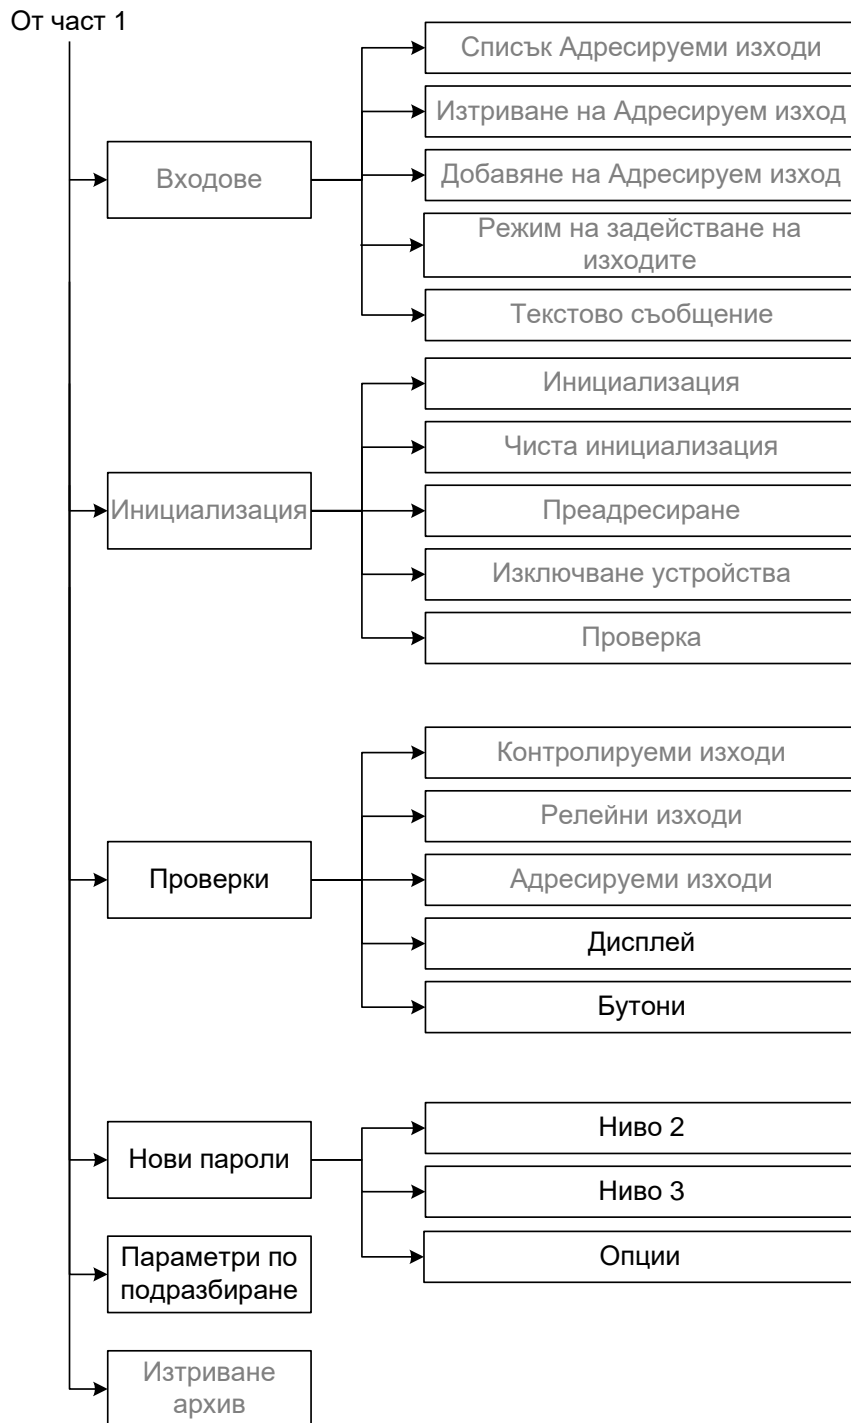 От част 1
Входове
Списък Адресируеми изходи
Изтриване на Адресируем изход
Добавяне на Адресируем изход
Режим на задействане на
изходите
Текстово съобщение
Инициализация
Инициализация
Чиста инициализация
Преадресиране
Изключване устройства
Проверка
Проверки
Контролируеми изходи
Релейни изходи
Адресируеми изходи
Дисплей
Бутони
Нови пароли
Ниво 2
Ниво 3
Опции
Параметри по
подразбиране
Изтриване
архив